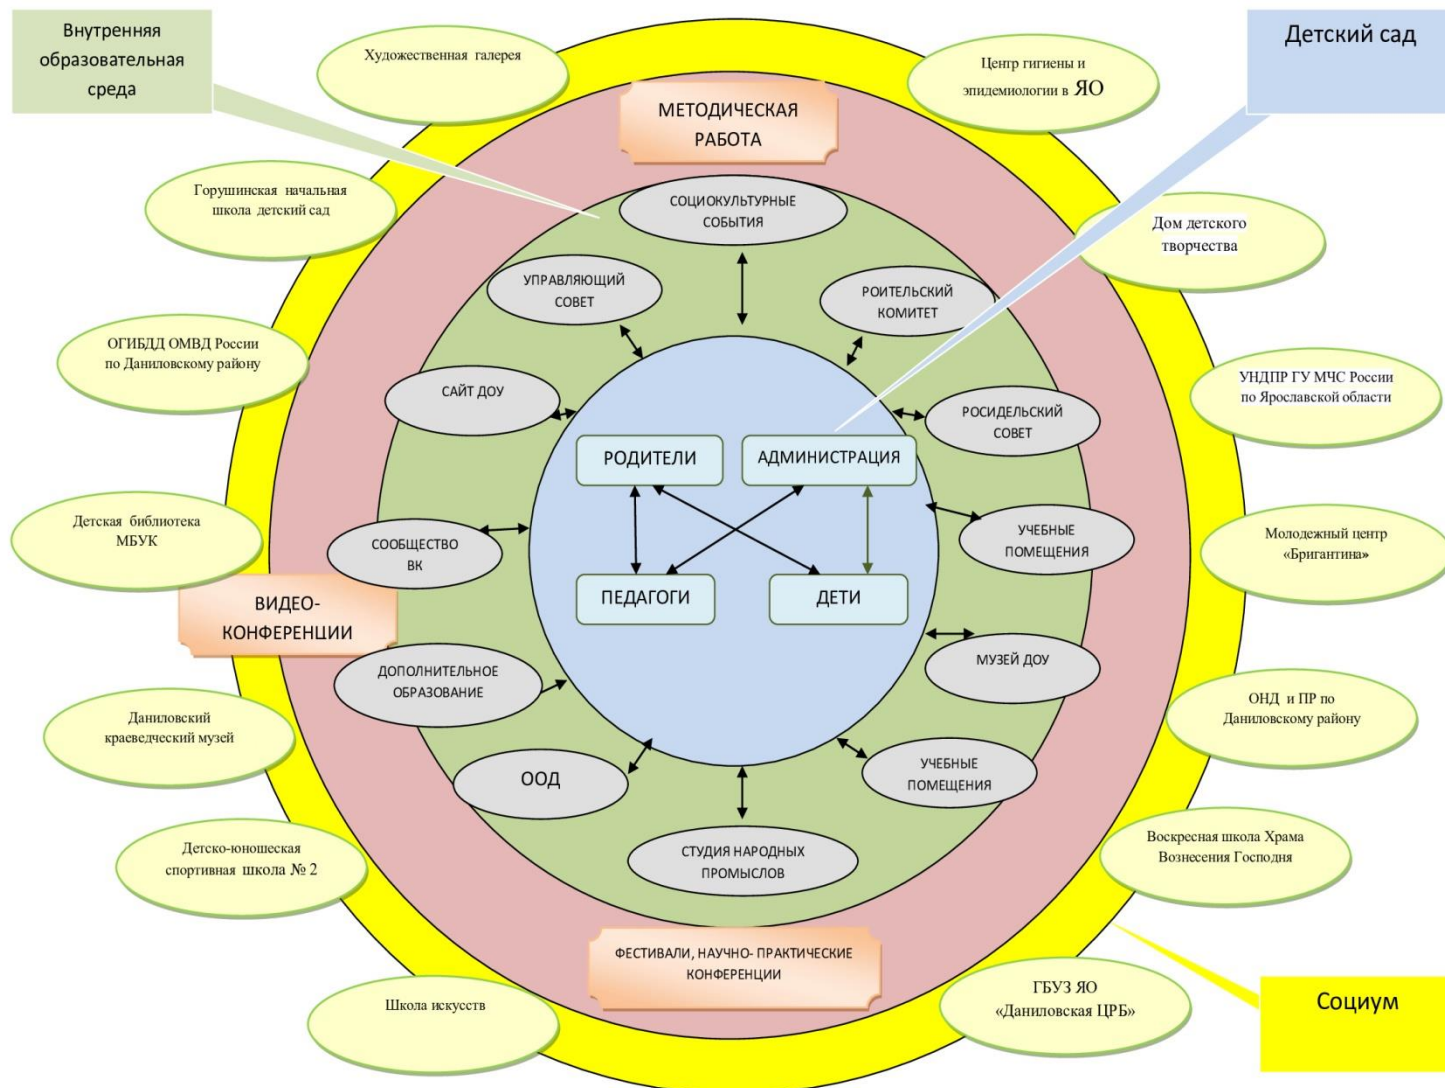 Внутренняя
образовательная
среда
Детский сад
Художественная галерея
Центр гигиены и
эпидемиологии в ЯО
МЕТОДИЧЕСКАЯ
РАБОТА
Горушинская начальная
школа детский сад
СОЦИОКУЛЬТУРНЫЕ
СОБЫТИЯ
Дом детского
творчества
УПРАВЛЯЮЩИЙ
СОВЕТ
РОИТЕЛЬСКИЙ
КОМИТЕТ
ОГИБДД ОМВД России
по Даниловскому району
САЙТ ДОУ
РОСИДЕЛЬСКИЙ
СОВЕТ
УНДПР ГУ МЧС России
по Ярославской области
РОДИТЕЛИ
АДМИНИСТРАЦИЯ
Детская библиотека
МБУК
СООБЩЕСТВО
ВК
УЧЕБНЫЕ
ПОМЕЩЕНИЯ
Молодежный центр
«Бригантина»
ПЕДАГОГИ
ДЕТИ
ВИДЕО-
КОНФЕРЕНЦИИ
ДОПОЛНИТЕЛЬНОЕ
ОБРАЗОВАНИЕ
МУЗЕЙ ДОУ
Даниловский
краеведческий музей
ОНД и ПР по
Даниловскому району
ООД
УЧЕБНЫЕ
ПОМЕЩЕНИЯ
Детско-юношеская
спортивная школа № 2
СТУДИЯ НАРОДНЫХ
ПРОМЫСЛОВ
Воскресная школа Храма
Вознесения Господня
ФЕСТИВАЛИ, НАУЧНО- ПРАКТИЧЕСКИЕ
КОНФЕРЕНЦИИ
Школа искусств
ГБУЗ ЯО
«Даниловская ЦРБ»
Социум